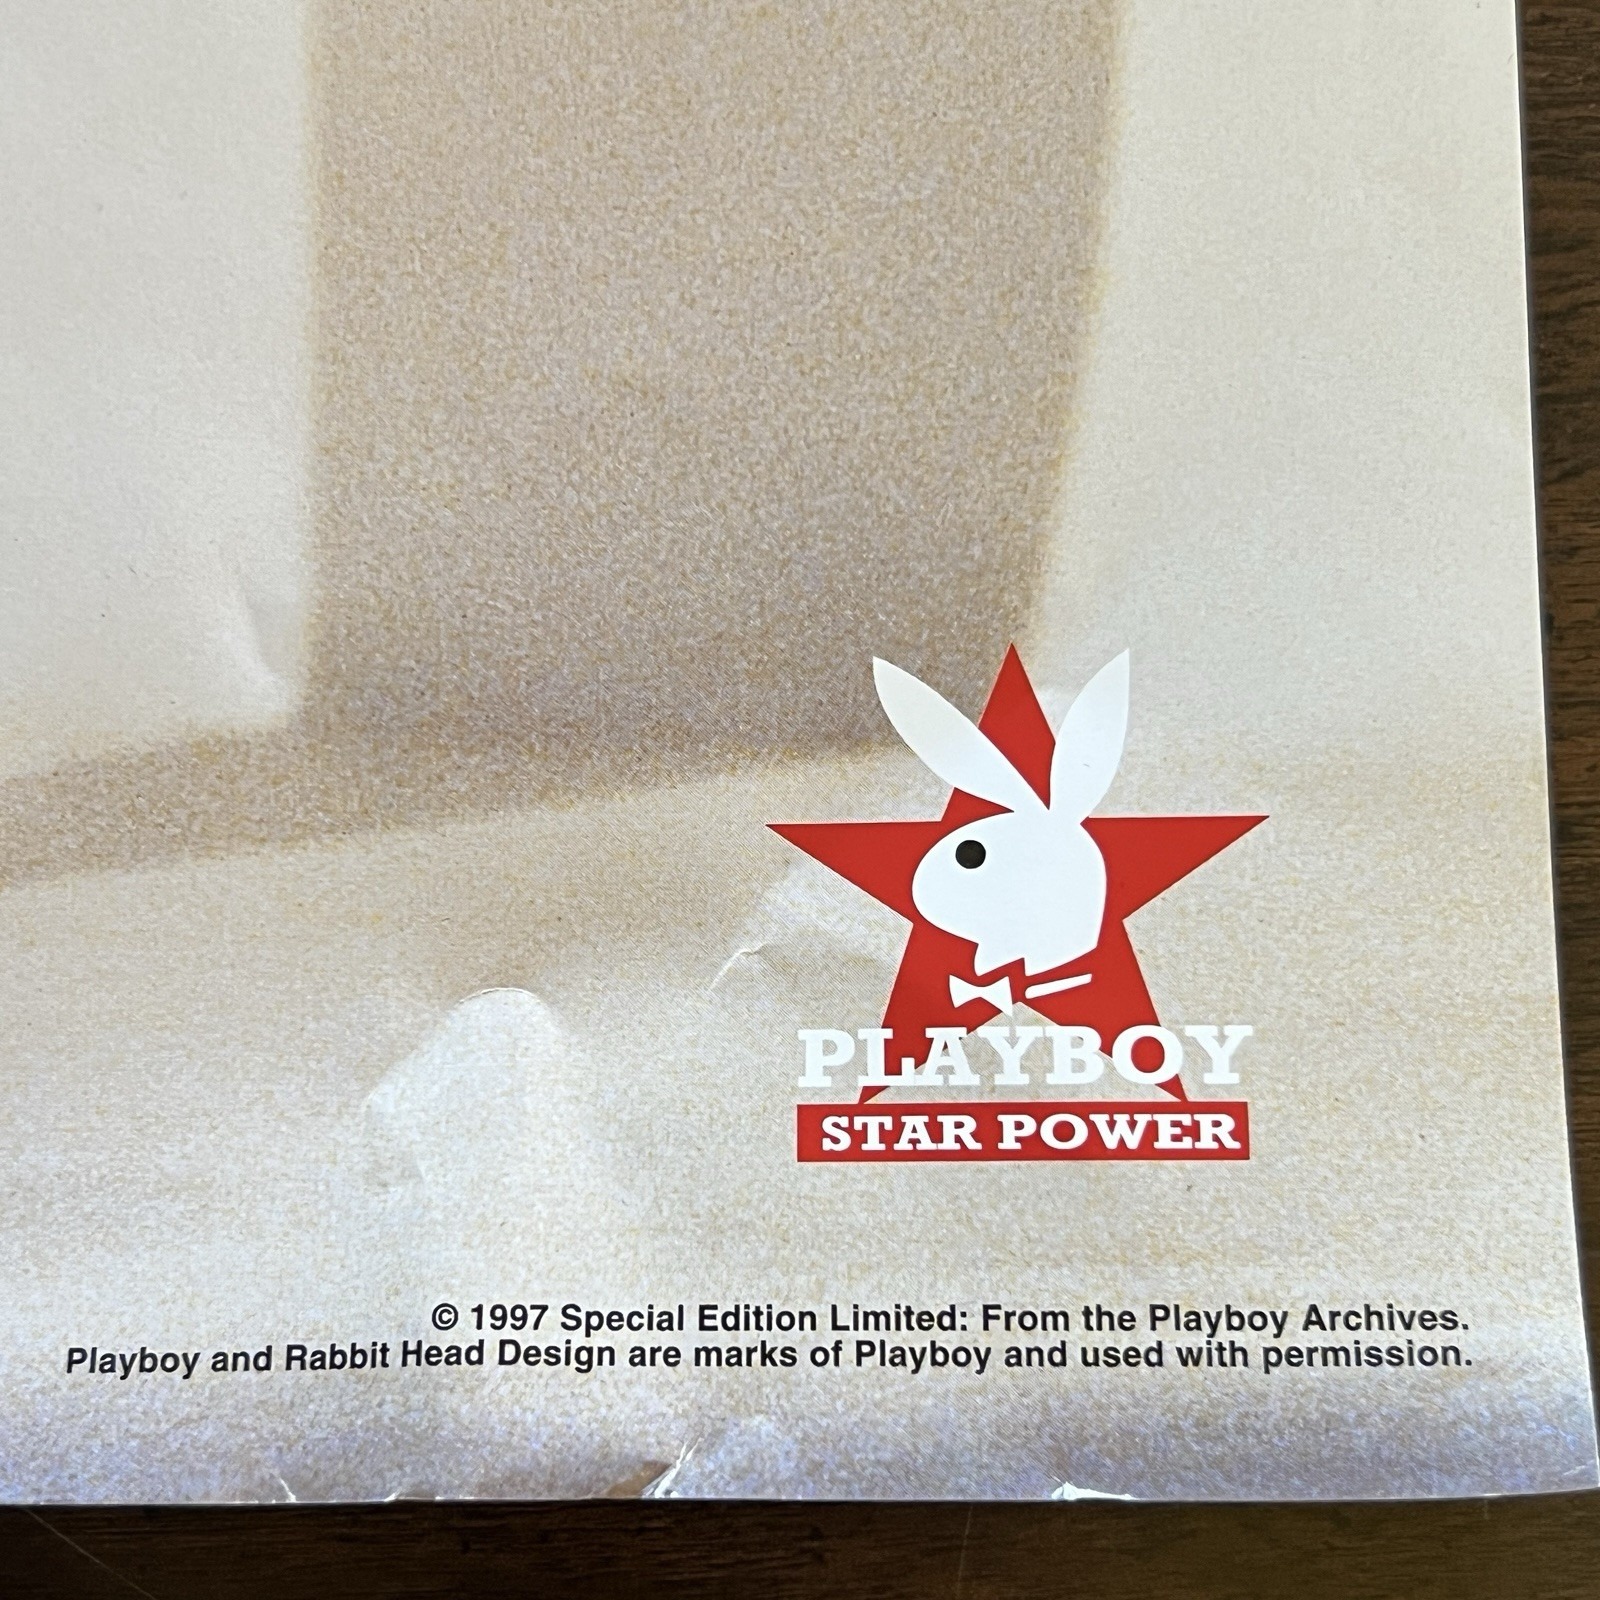 PLAYBOY
STAR POWER
© 1997 Special Edition Limited: From the Playboy Archives.
Playboy and Rabbit Head Design are marks of Playboy and used with permission.